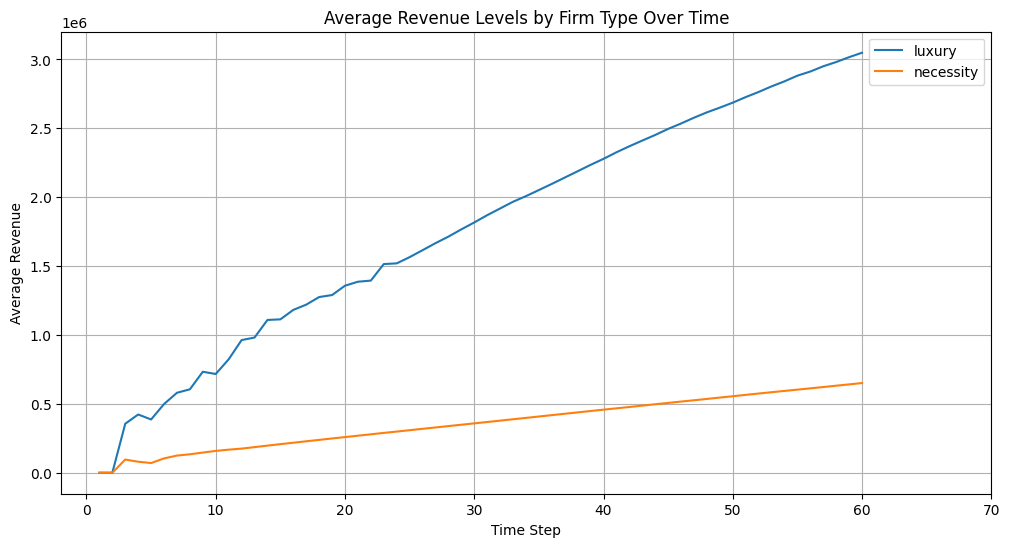 Average Revenue Levels by Firm Type Over Time
1e6
luxury
necessity
Average Revenue
3.0
2.5
2.0
1.5
1.0
0.5
0.0
0 10 20 30 40 50 60 70
Time Step